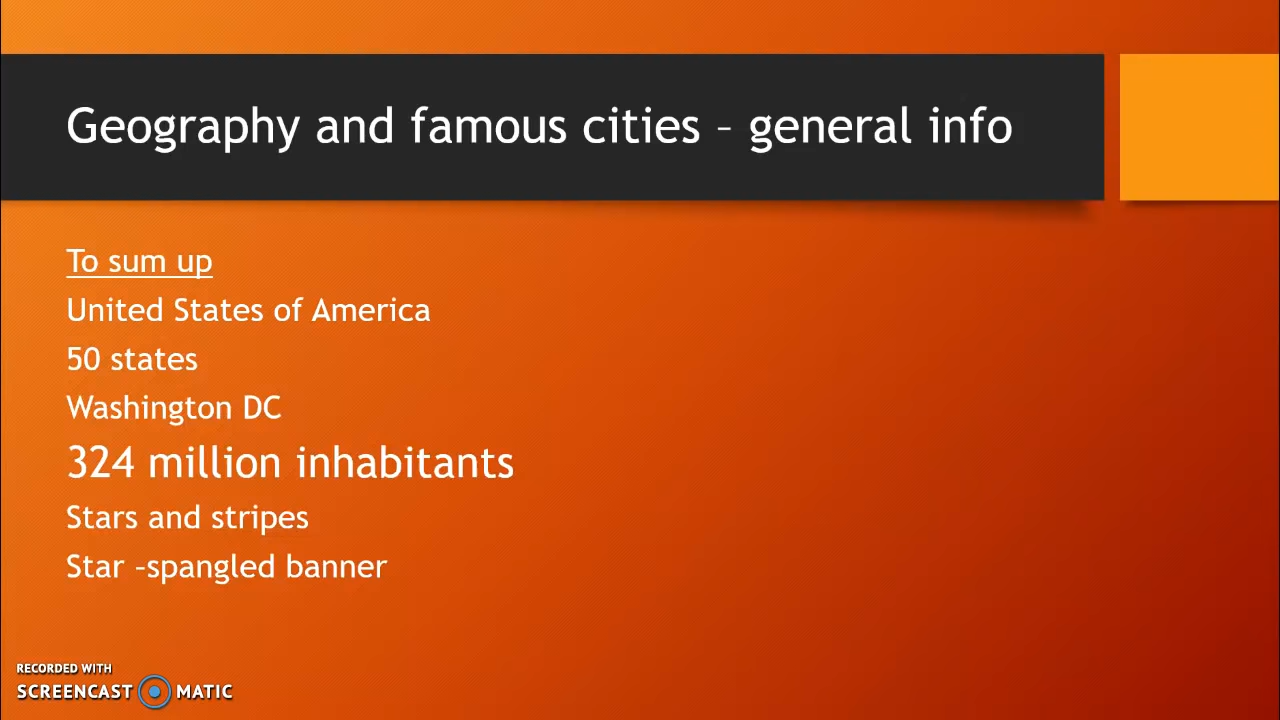 Geography and famous cities – general info
To sum up
United States of America
50 states
Washington DC
324 million inhabitants
Stars and stripes
Star –spangled banner
RECORDED WITH
SCREENCAST MATIC